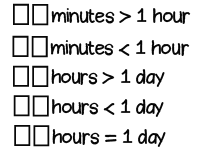 □□minutes > 1 hour
□□minutes < 1 hour
□□hours > 1 day
□□hours < 1 day
□□hours = 1 day